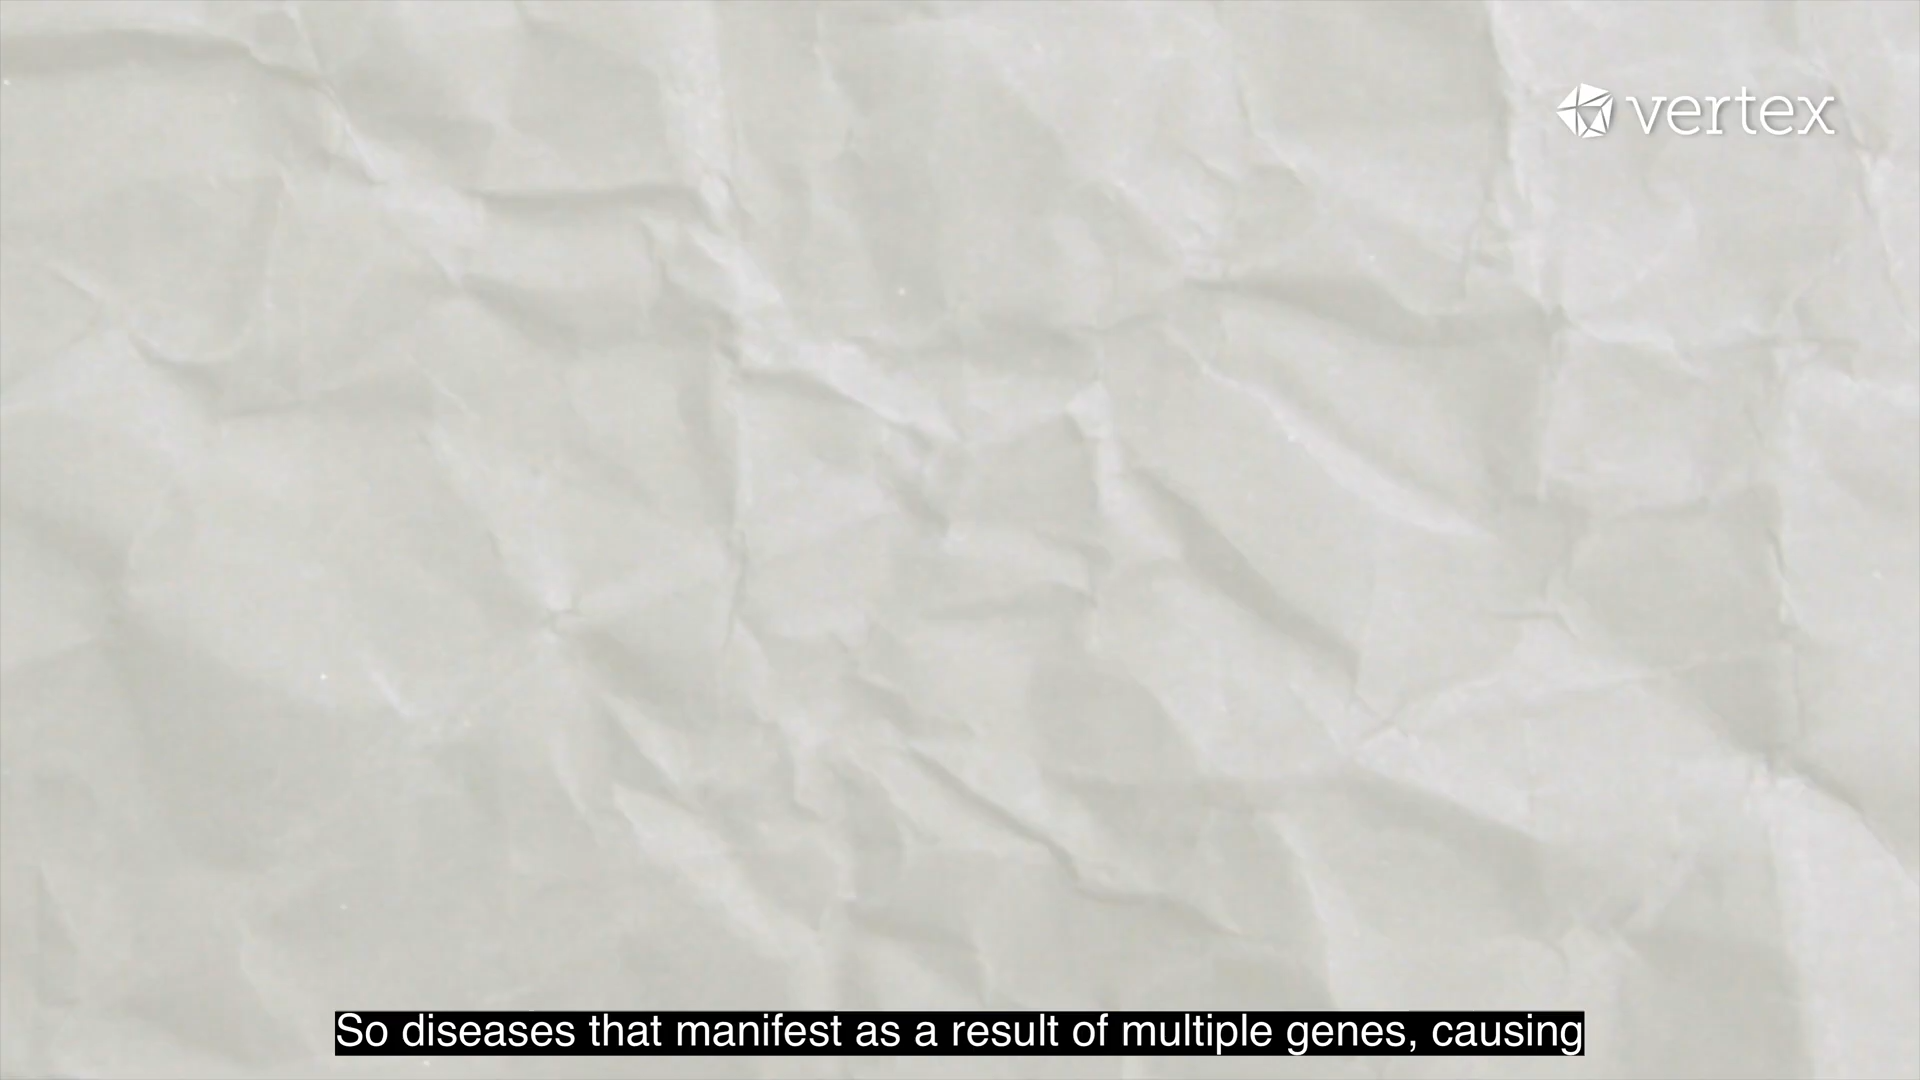 vertex
So diseases that manifest as a result of multiple genes, causing